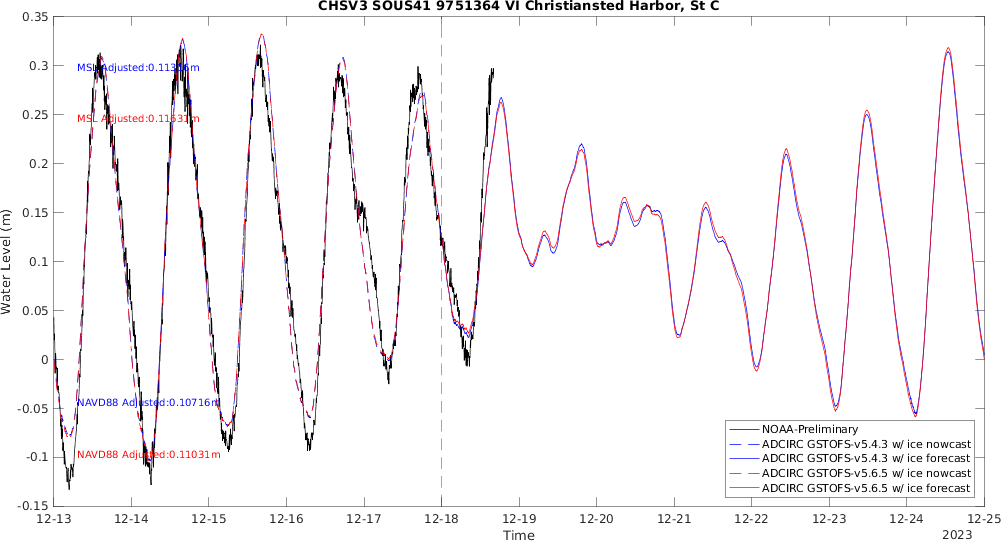 CHSV3 SOUS41 9751364 VI Christiansted Harbor, St C
0.35
0.3
0.25
0.2
0.15
0.1
0.05
0
-0.05
-0.1
-0.15
Water Level (m)
MSL Adjusted:
MSL Adjusted:
NAVD88 Adjusted:0.10716m
NAVD88 Adjusted:0.11031m
NOAA-Preliminary
ADCIRC GSTOFS-v5.4.3 w/ ice nowcast
ADCIRC GSTOFS-v5.4.3 w/ ice forecast
ADCIRC GSTOFS-v5.6.5 w/ ice nowcast
ADCIRC GSTOFS-v5.6.5 w/ ice forecast
12-13 12-14 12-15 12-16 12-17 12-18 12-19 12-20 12-21 12-22 12-23 12-24 12-25
Time
2023